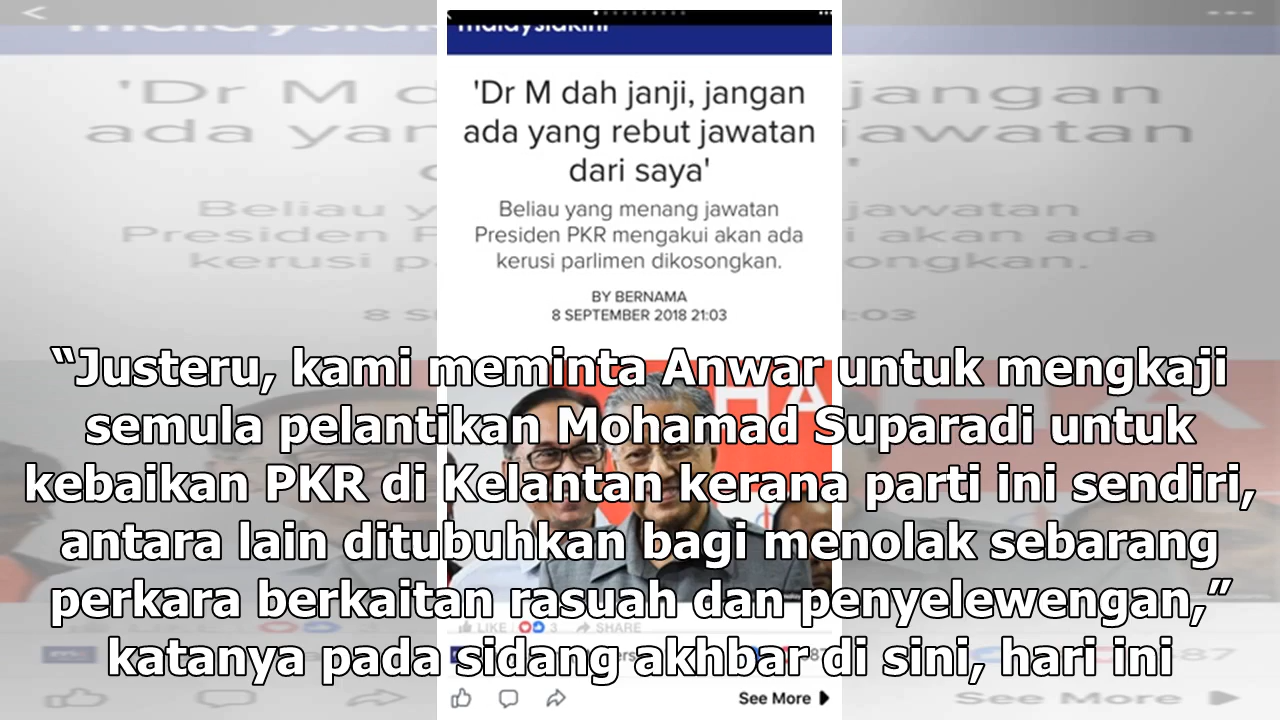 malaysiakini
'Dr M dah janji, jangan
ada yang rebut jawatan
dari saya'
Beliau yang menang jawatan
Presiden PKR mengakui akan ada
kerusi parlimen dikosongkan.
BY BERNAMA
8 SEPTEMBER 2018 21:03
“Justeru, kami meminta Anwar untuk mengkaji
semula pelantikan Mohamad Suparadi untuk
kebaikan PKR di Kelantan kerana parti ini sendiri,
antara lain ditubuhkan bagi menolak sebarang
perkara berkaitan rasuah dan penyelewengan,”
katanya pada sidang akhbar di sini, hari ini
LIKE 3 SHARE
See More